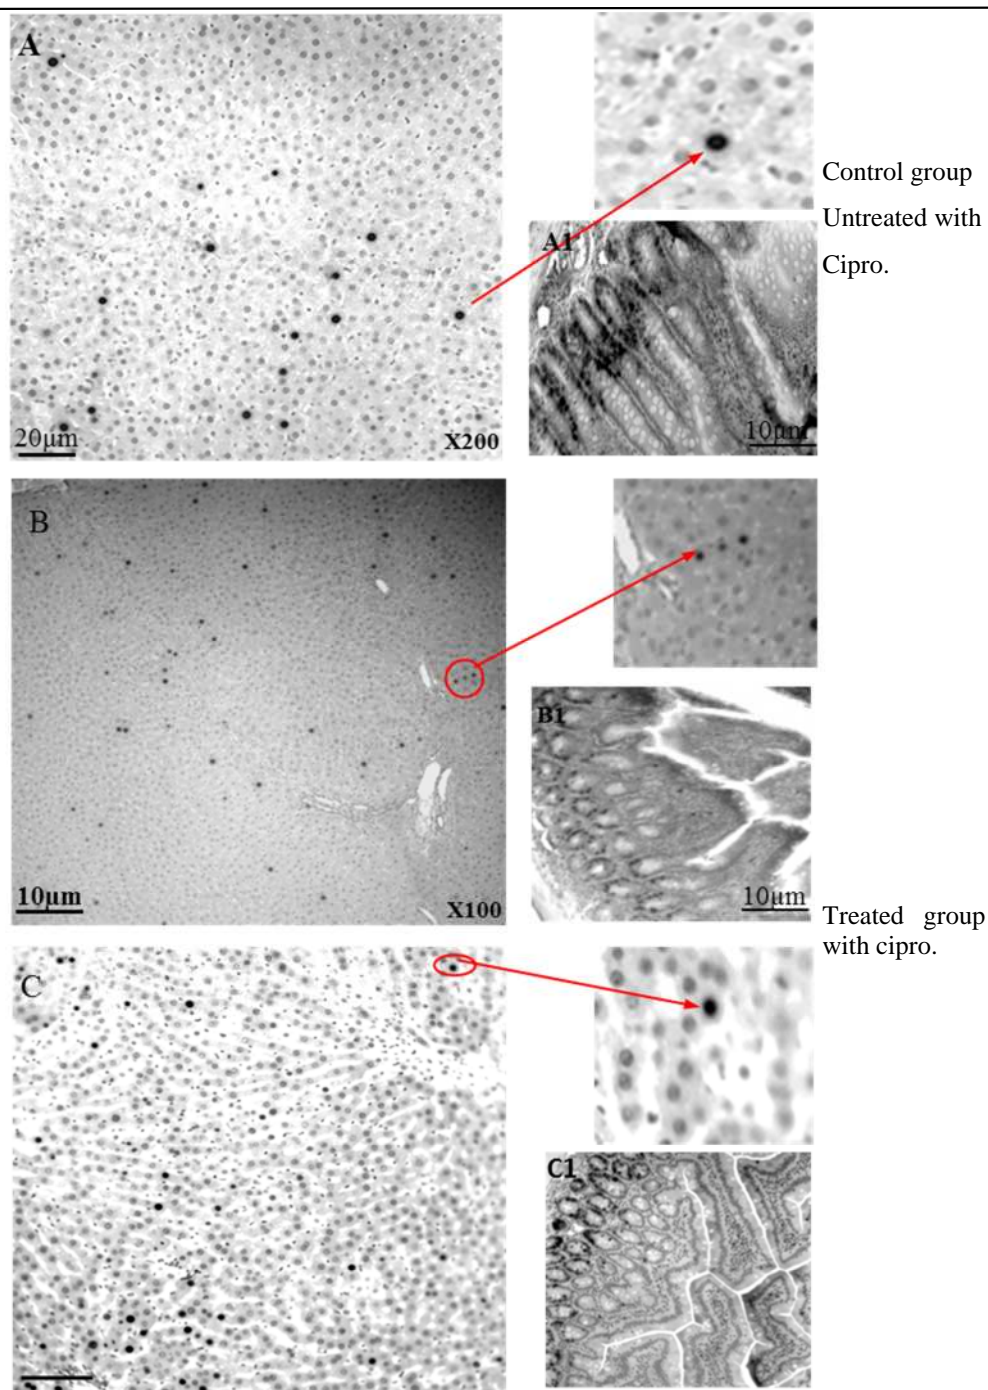 A
Control group
Untreated with
Cipro.
A1
20µm
X200
10µm
B
B1
10µm
X100
10µm
Treated group
with cipro.
C
C1